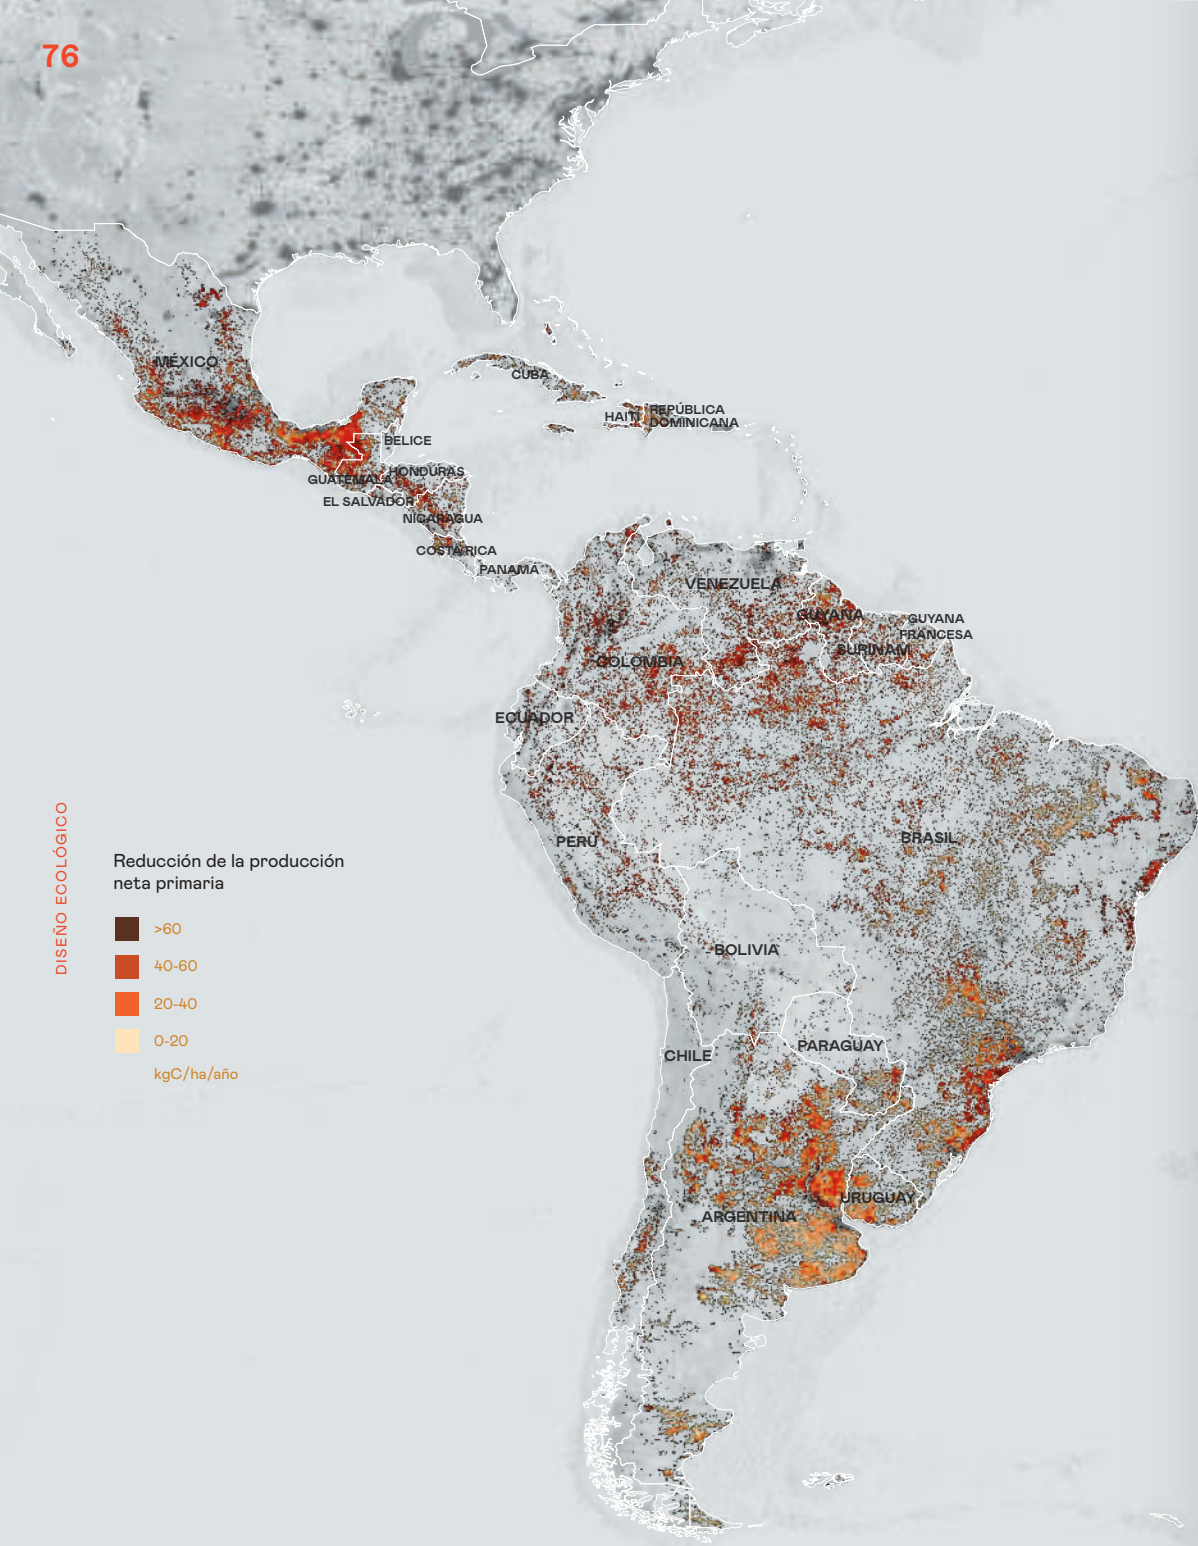 76
MÉXICO
CUBA
HAITI
REPÚBLICA
DOMINICANA
BELICE
HONDURAS
GUATEMALA
EL SALVADOR
NICARAGUA
COSTA RICA
PANAMÁ
VENEZUELA
GUYANA
GUYANA
FRANCESA
SURINAM
COLOMBIA
ECUADOR
PERÚ
BRASIL
DISEÑO ECOLÓGICO
Reducción de la producción
neta primaria
>60
40-60
20-40
0-20
kgC/ha/año
BOLIVIA
PARAGUAY
CHILE
URUGUAY
ARGENTINA